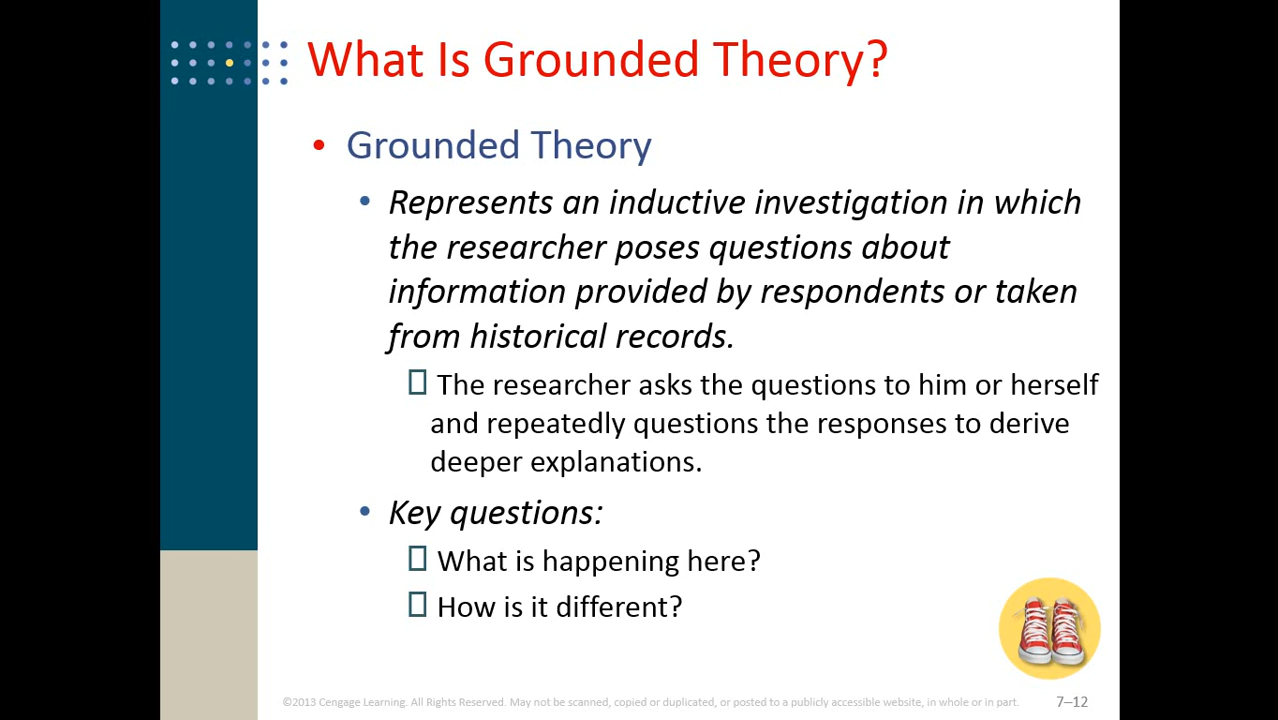 What Is Grounded Theory?
• Grounded Theory
• Represents an inductive investigation in which
the researcher poses questions about
information provided by respondents or taken
from historical records.
The researcher asks the questions to him or herself
and repeatedly questions the responses to derive
deeper explanations.
• Key questions:
What is happening here?
How is it different?
©2013 Cengage Learning. All Rights Reserved. May not be scanned, copied or duplicated, or posted to a publicly accessible website, in whole or in part.
7–12